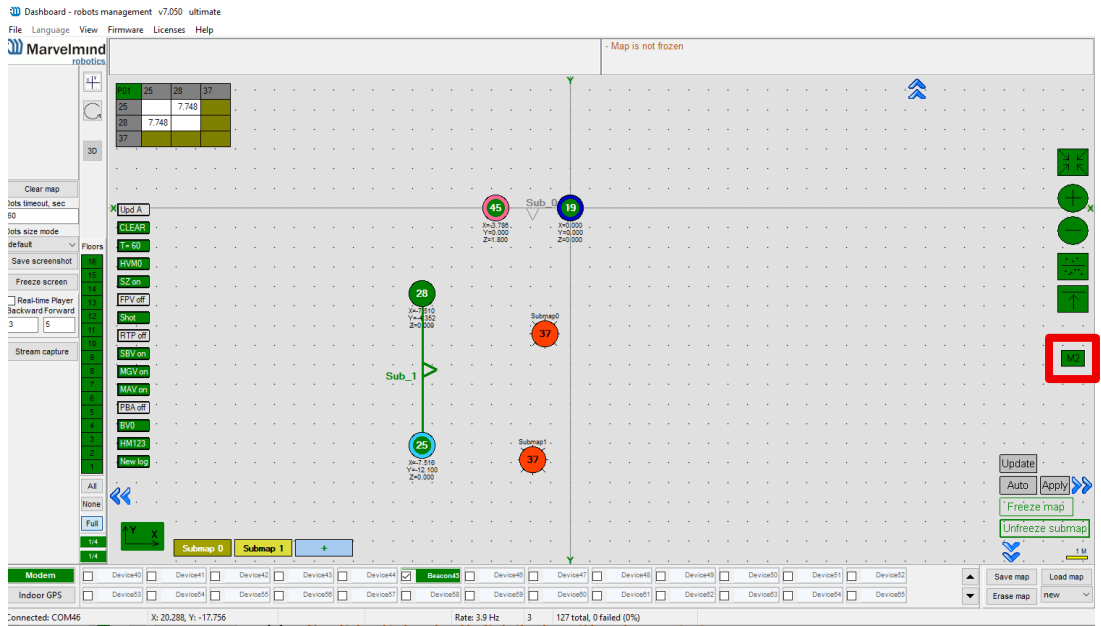 Dashboard - robots management v7.050 ultimate
File Language View Firmware Licenses Help
Marvelmind
robotics
- Map is not frozen
P01 25 28 37
25 7.748
28 7.748
37
3D
Y
Clear map
Dots timeout, sec
60
Dots size mode
default
Floors
Save screenshot
Freeze screen
Real-time Player
Backward Forward
3 5
Stream capture
16
15
14
13
12
11
10
9
8
7
6
5
4
3
2
1
All
None
Full
1/4
1/4
X
Upd A
CLEAR
T= 60
HVM0
SZ on
FPV off
Shot
RTP off
SBV on
MGV on
MAV on
PBA off
BV0
HM123
New log
45
X=-3.786
Y=0.000
Z=1.800
Sub_0
19
X=0.000
Y=0.000
Z=0.000
X
28
X=-7.510
Y=-4.352
Z=0.009
Submap0
37
Sub_1
25
X=-7.516
Y=-12.100
Z=0.000
Submap1
37
M2
Update
Auto Apply
Freeze map
Unfreeze submap
1 M
Y
X
Submap 0 Submap 1 +
Y
Modem
Indoor GPS
Device40 Device41 Device42 Device43 Device44 Beacon45 Device46 Device47 Device48 Device49 Device50 Device51 Device52
Device53 Device54 Device55 Device56 Device57 Device58 Device59 Device60 Device61 Device62 Device63 Device64 Device65
Save map Load map
Erase map new
Connected: COM46 X: 20.288, Y: -17.756 Rate: 3.9 Hz 3 127 total, 0 failed (0%)